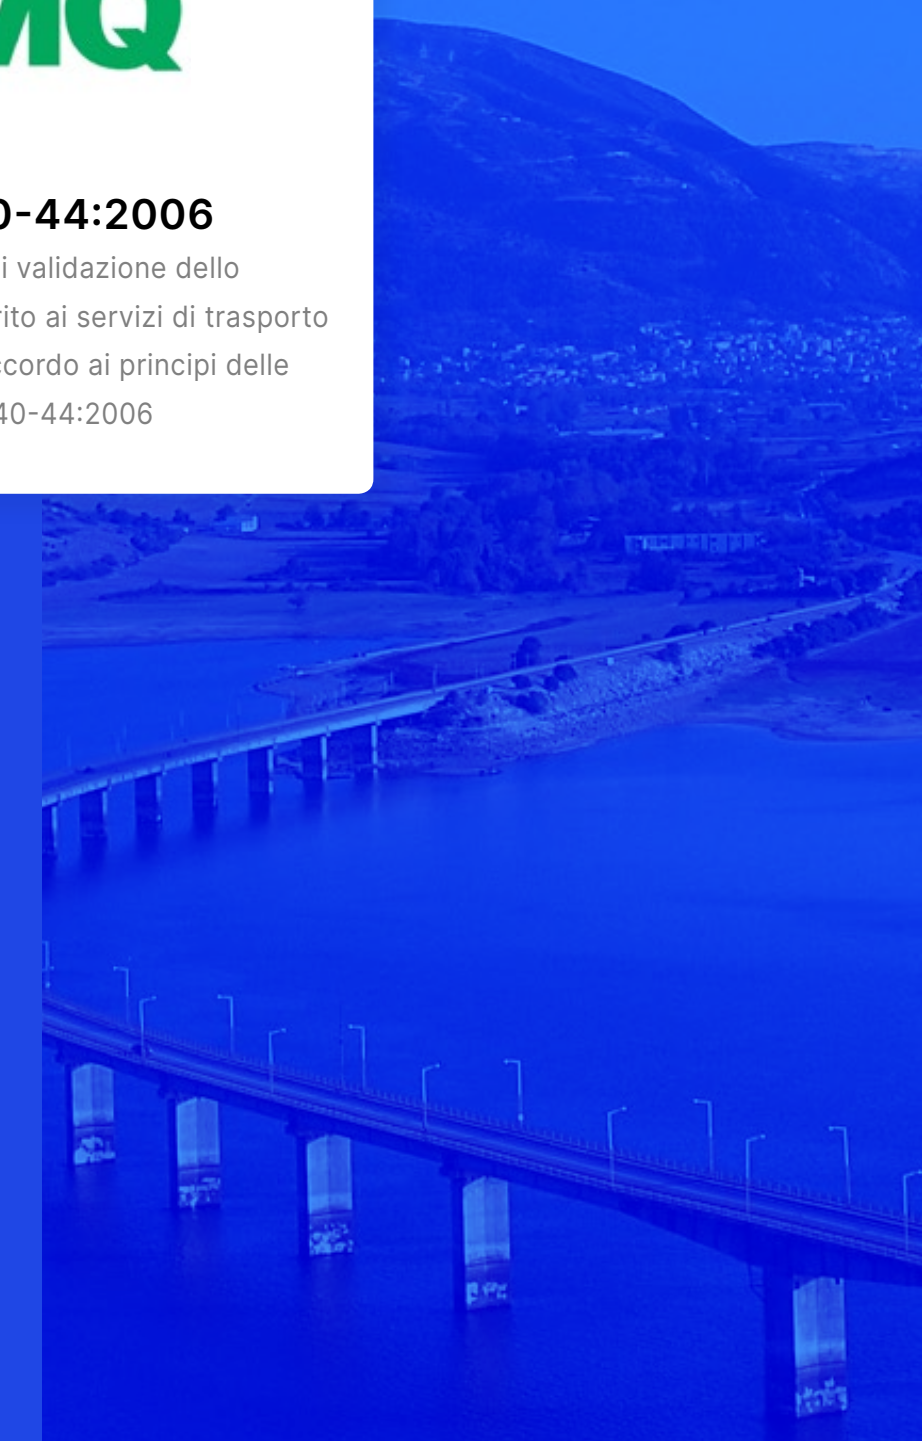 MQ
0-44:2006
i validazione dello
rito ai servizi di trasporto
ccordo ai principi delle
40-44:2006